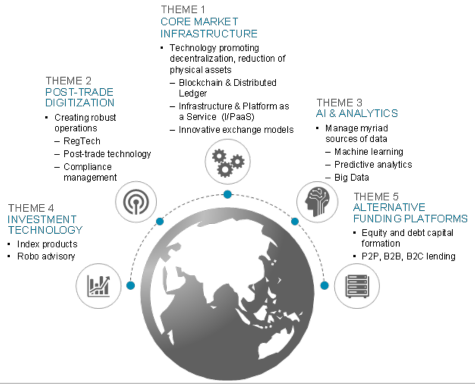 THEME 1
CORE MARKET
INFRASTRUCTURE
• Technology promoting
decentralization, reduction of
physical assets
– Blockchain & Distributed
Ledger
– Infrastructure & Platform as
a Service (I/PaaS)
– Innovative exchange models
THEME 2
POST-TRADE
DIGITIZATION
• Creating robust
operations
– RegTech
– Post-trade technology
– Compliance
management
THEME 3
AI & ANALYTICS
• Manage myriad
sources of data
– Machine learning
– Predictive analytics
– Big Data
THEME 4
INVESTMENT
TECHNOLOGY
• Index products
• Robo advisory
THEME 5
ALTERNATIVE
FUNDING PLATFORMS
• Equity and debt capital
formation
• P2P, B2B, B2C lending